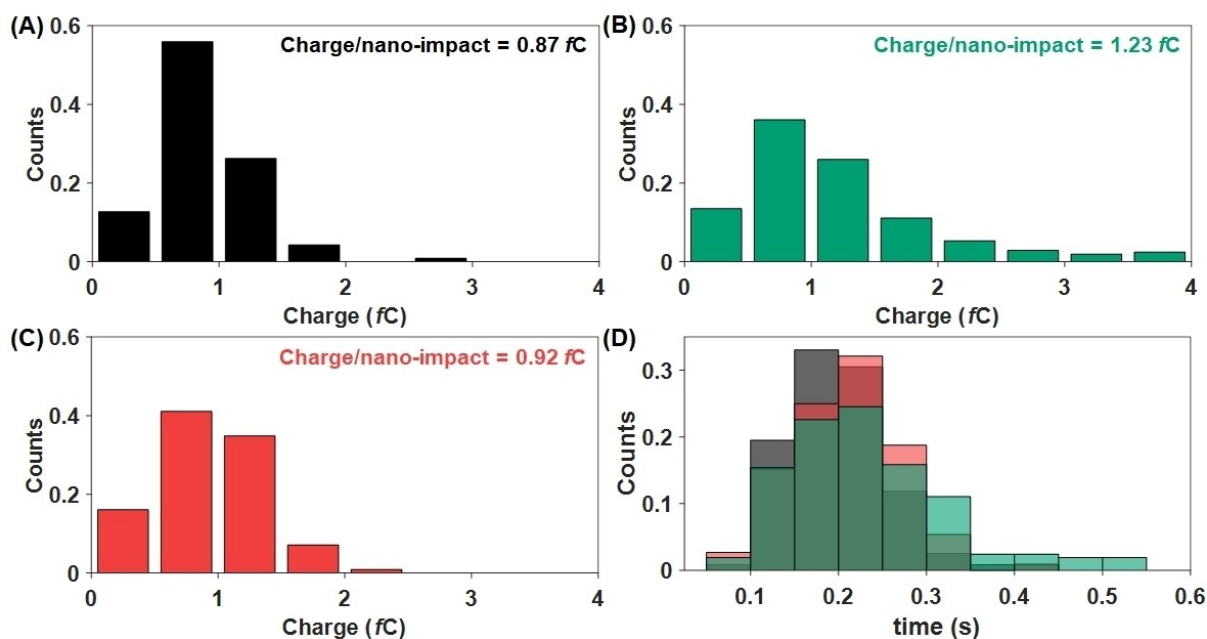 (A)
Charge/nano-impact = 0.87 fC
0.6
0.4
0.2
0
Counts
0 1 2 3 4
Charge (fC)
(B)
Charge/nano-impact = 1.23 fC
0.6
0.4
0.2
0
Counts
0 1 2 3 4
Charge (fC)
(C)
Charge/nano-impact = 0.92 fC
0.6
0.4
0.2
0
Counts
0 1 2 3 4
Charge (fC)
(D)
0.3
0.2
0.1
0
Counts
0.1 0.2 0.3 0.4 0.5 0.6
time (s)